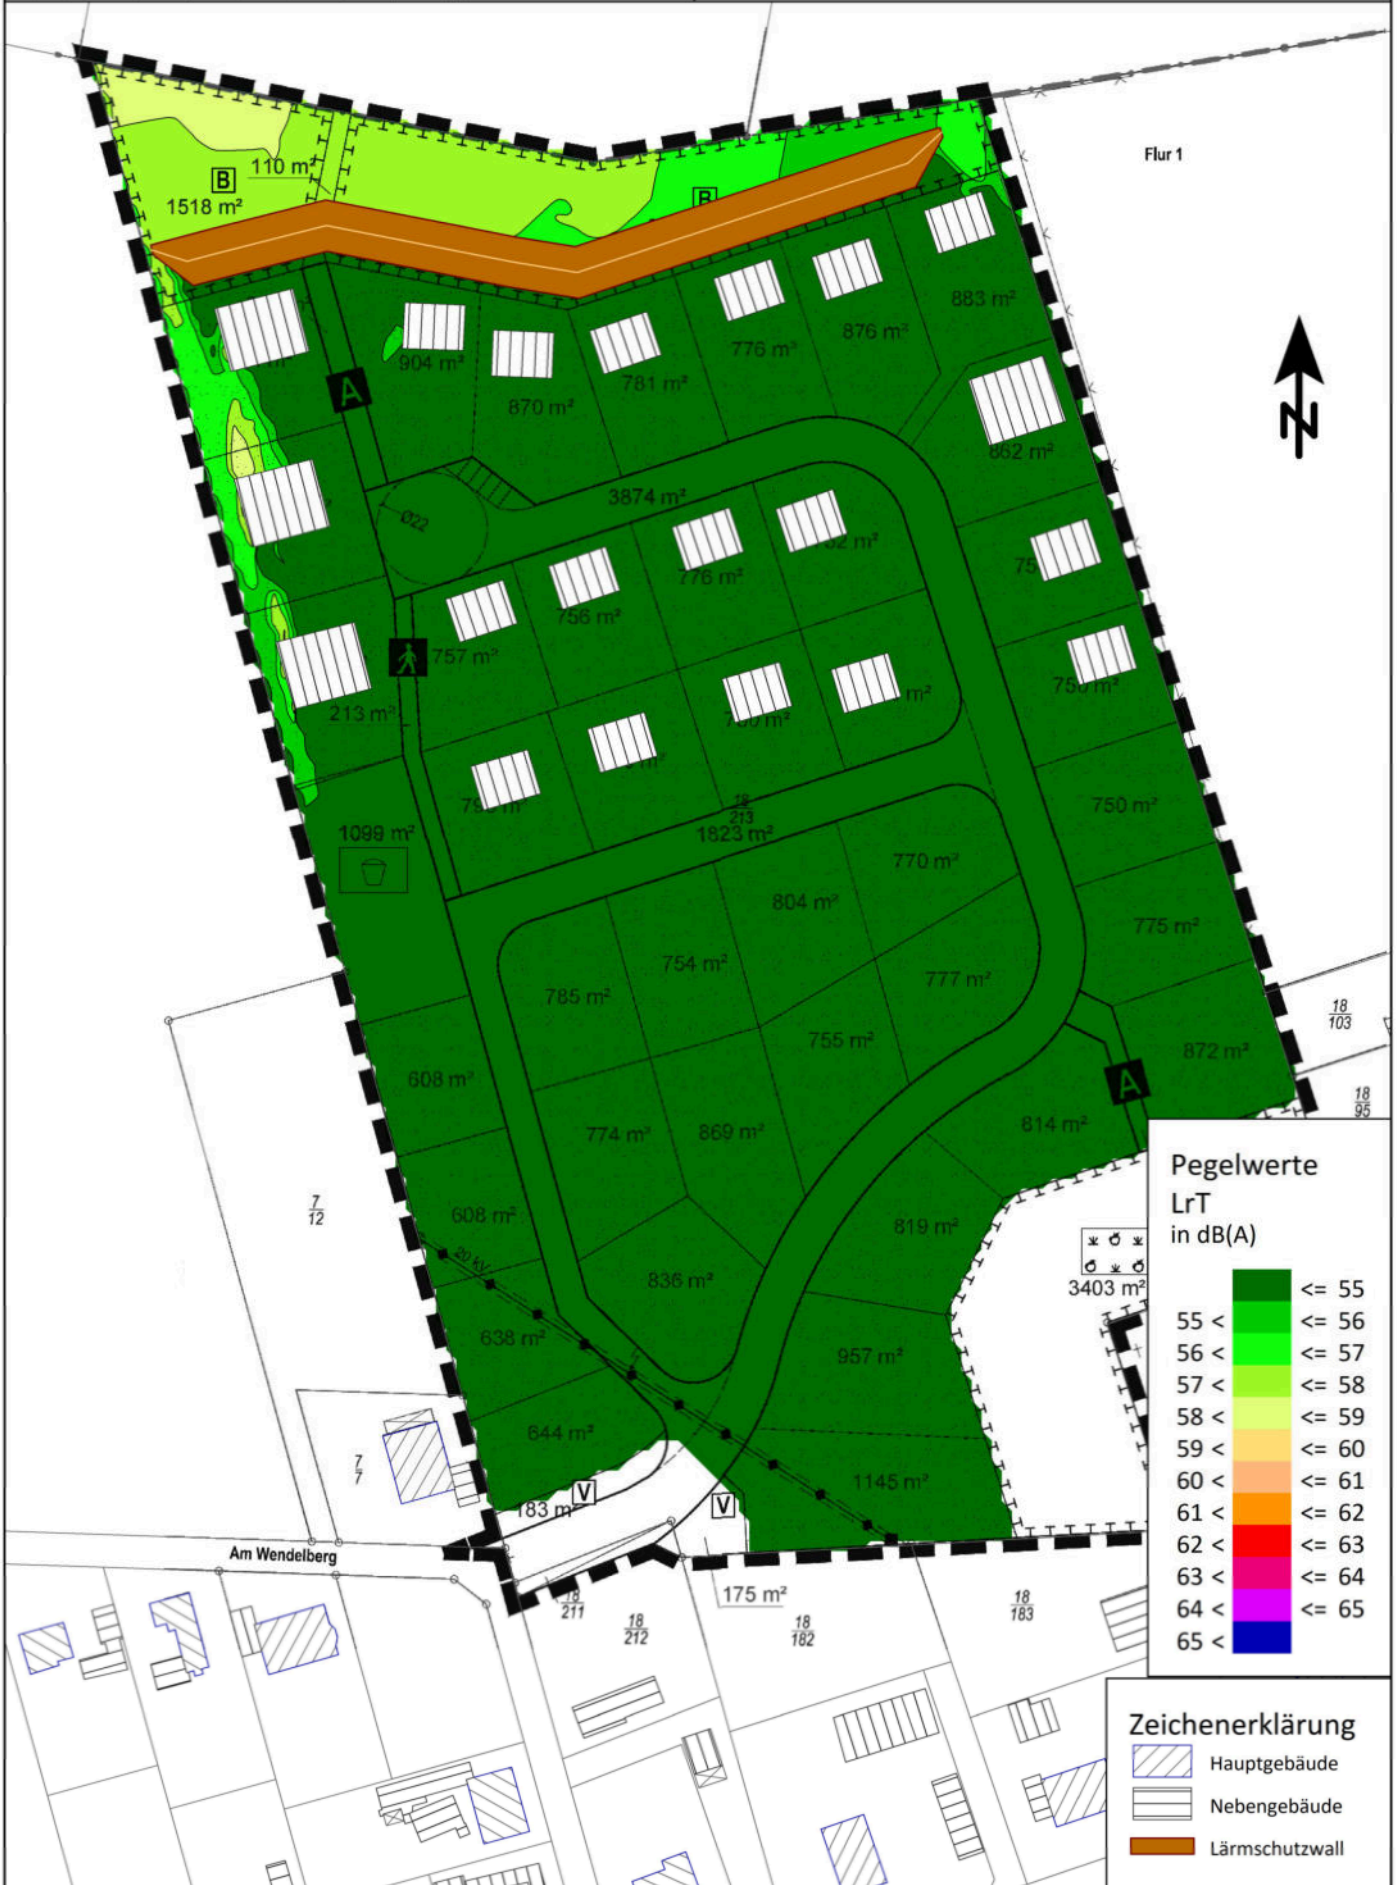 Flur 1
B
110 m²
1518 m²
B
883 m²
876 m²
776 m²
904 m²
781 m²
A
870 m²
862 m²
3874 m²
Ø22
776 m²
756 m²
757 m²
213 m²
750 m²
1099 m²
18
213
1823 m²
770 m²
804 m²
775 m²
754 m²
777 m²
785 m²
18
103
755 m²
872 m²
608 m²
A
18
95
774 m²
869 m²
614 m²
7
12
608 m²
819 m²
20 kV
836 m²
3403 m²
638 m²
957 m²
644 m²
7
7
1145 m²
V
V
183 m²
Am Wendelberg
175 m²
18
211
18
212
18
182
18
183
Pegelwerte
LrT
in dB(A)
<= 55
55 < <= 56
56 < <= 57
57 < <= 58
58 < <= 59
59 < <= 60
60 < <= 61
61 < <= 62
62 < <= 63
63 < <= 64
64 < <= 65
65 <
Zeichenerklärung
Hauptgebäude
Nebengebäude
Lärmschutzwall
N